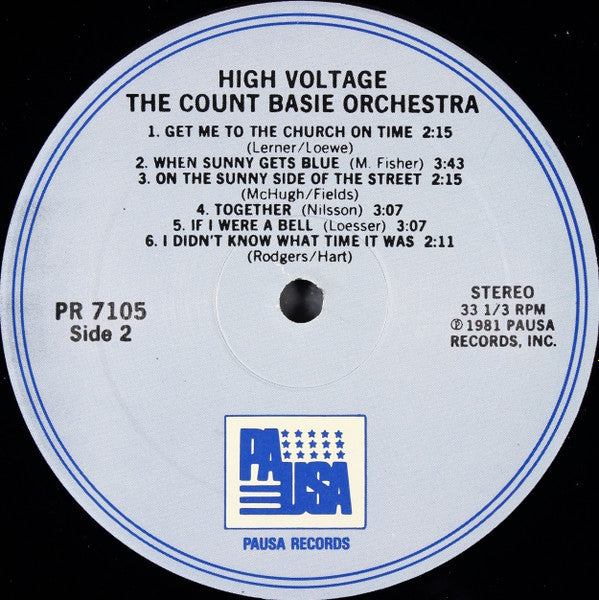 HIGH VOLTAGE
THE COUNT BASIE ORCHESTRA
1. GET ME TO THE CHURCH ON TIME 2:15
(Lerner/Loewe)
2. WHEN SUNNY GETS BLUE (M. Fisher) 3:43
3. ON THE SUNNY SIDE OF THE STREET 2:15
(McHugh/Fields)
4. TOGETHER (Nilsson) 3:07
5. IF I WERE A BELL (Loesser) 3:07
6. I DIDN'T KNOW WHAT TIME IT WAS 2:11
(Rodgers/Hart)
PR 7105
Side 2
STEREO
33 1/3 RPM
℗ 1981 PAUSA
RECORDS, INC.
PAUSA
PAUSA RECORDS